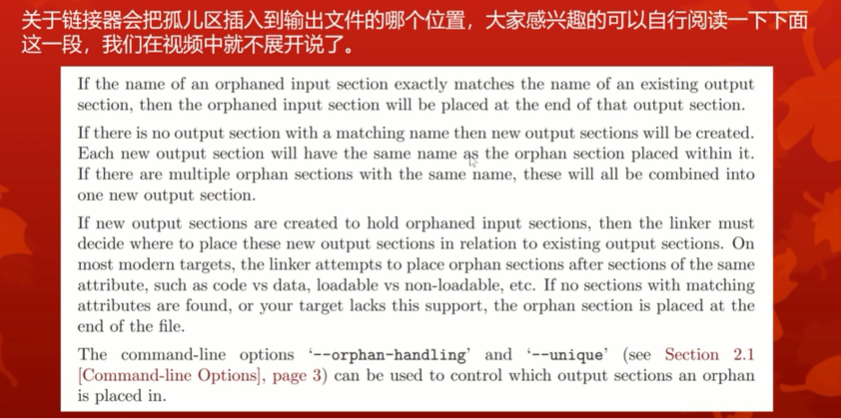 关于链接器会把孤儿区插入到输出文件的哪个位置，大家感兴趣的可以自行阅读一下下面
这一段，我们在视频中就不展开说了。
If the name of an orphaned input section exactly matches the name of an existing output
section, then the orphaned input section will be placed at the end of that output section.
If there is no output section with a matching name then new output sections will be created.
Each new output section will have the same name as the orphan section placed within it.
If there are multiple orphan sections with the same name, these will all be combined into
one new output section.
If new output sections are created to hold orphaned input sections, then the linker must
decide where to place these new output sections in relation to existing output sections. On
most modern targets, the linker attempts to place orphan sections after sections of the same
attribute, such as code vs data, loadable vs non-loadable, etc. If no sections with matching
attributes are found, or your target lacks this support, the orphan section is placed at the
end of the file.
The command-line options ‘--orphan-handling’ and ‘--unique’ (see Section 2.1
[Command-line Options], page 3) can be used to control which output sections an orphan
is placed in.